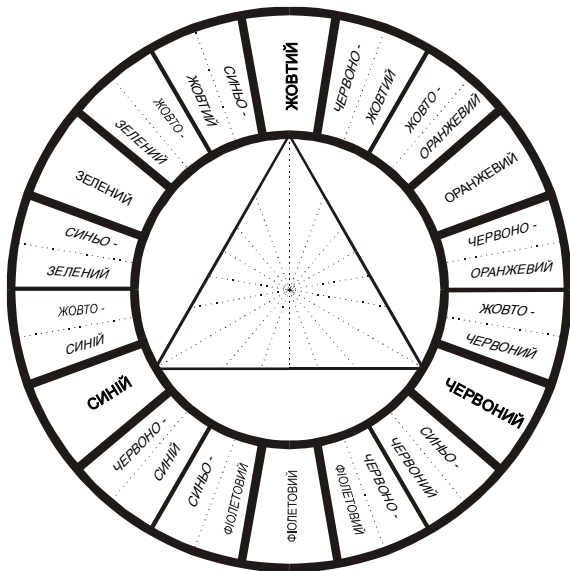 ЖОВТИЙ
ЧЕРВОНО -
ЖОВТИЙ
ЖОВТО -
ОРАНЖЕВИЙ
ОРАНЖЕВИЙ
ЧЕРВОНО -
ОРАНЖЕВИЙ
ЖОВТО -
ЧЕРВОНИЙ
ЧЕРВОНИЙ
СИНЬО -
ЧЕРВОНИЙ
ЧЕРВОНО -
ФІОЛЕТОВИЙ
ФІОЛЕТОВИЙ
СИНЬО -
ФІОЛЕТОВИЙ
ЧЕРВОНО -
СИНІЙ
СИНІЙ
ЖОВТО -
СИНІЙ
СИНЬО -
ЗЕЛЕНИЙ
ЗЕЛЕНИЙ
ЖОВТО-
ЗЕЛЕНИЙ
СИНЬО -
ЖОВТИЙ